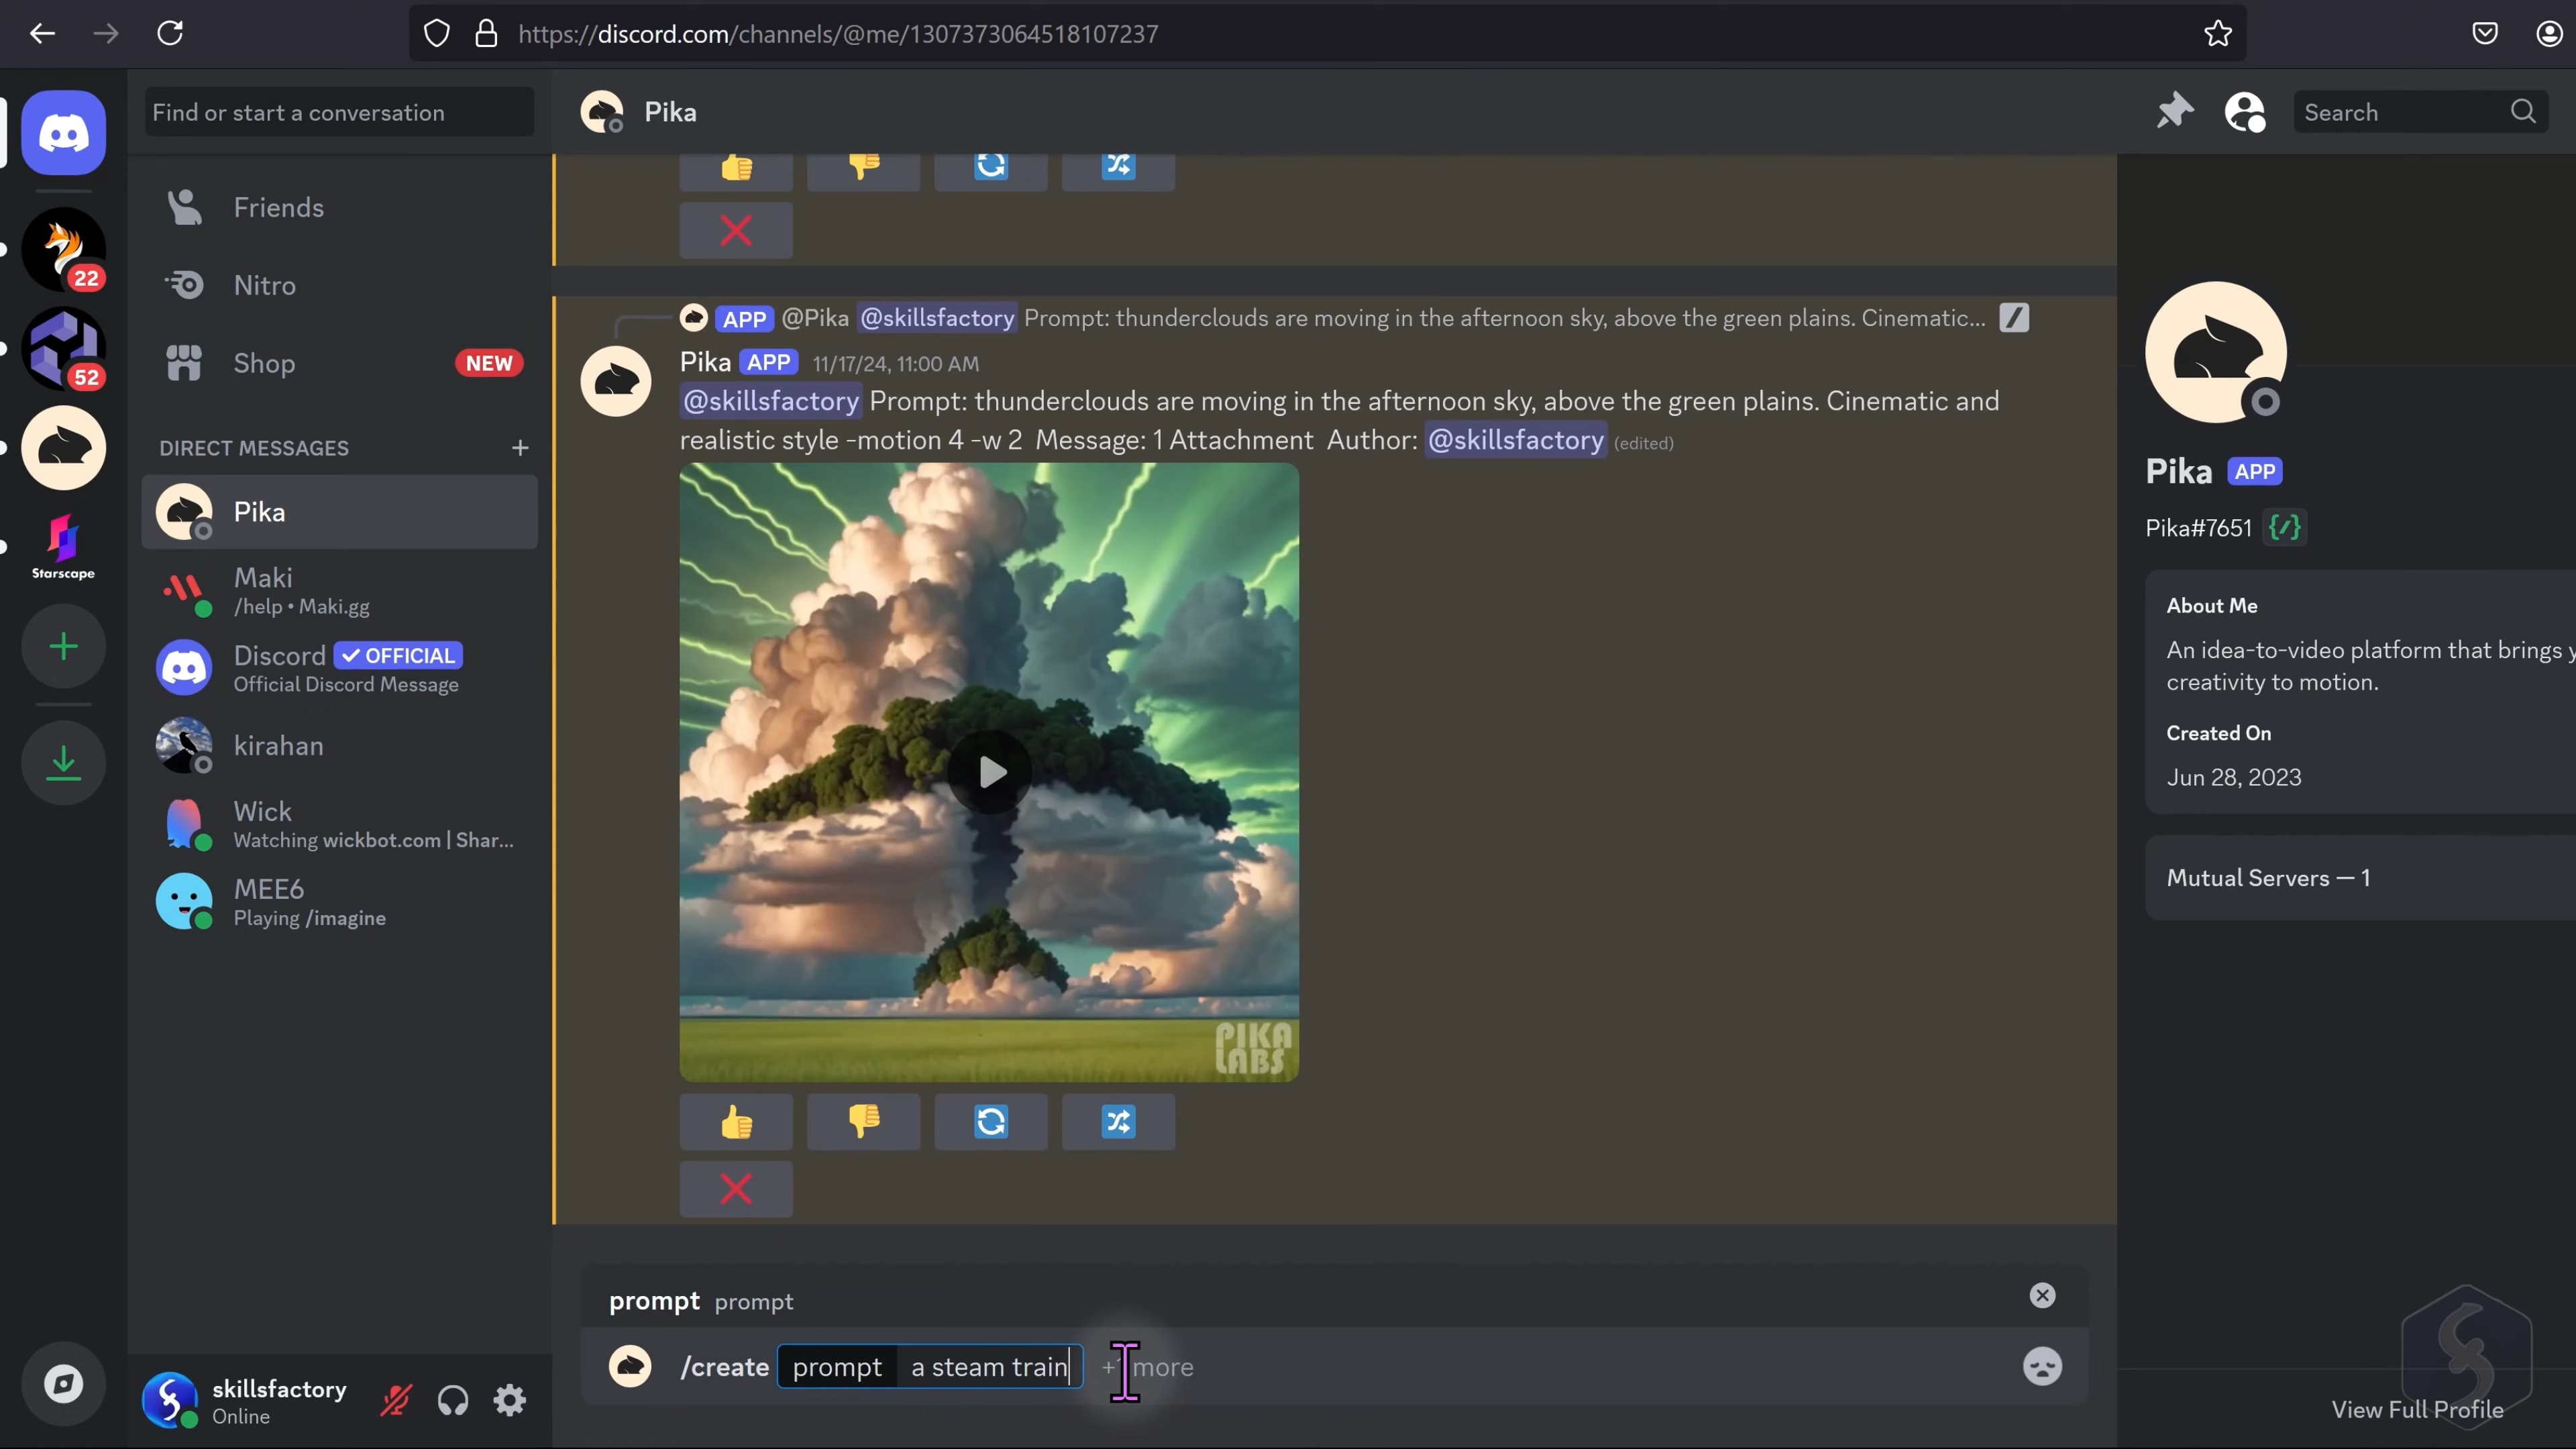 https://discord.com/channels/@me/1307373064518107237
Find or start a conversation
Friends
Nitro
Shop
NEW
22
52
Starscape
DIRECT MESSAGES
Pika
Maki
/help • Maki.gg
Discord ✓ OFFICIAL
Official Discord Message
kirahan
Wick
Watching wickbot.com | Shar...
MEE6
Playing /imagine
skillsfactory
Online
Pika
Search
APP @Pika @skillsfactory Prompt: thunderclouds are moving in the afternoon sky, above the green plains. Cinematic...
Pika APP 11/17/24, 11:00 AM
@skillsfactory Prompt: thunderclouds are moving in the afternoon sky, above the green plains. Cinematic and
realistic style -motion 4 -w 2 Message: 1 Attachment Author: @skillsfactory (edited)
PIKA
LABS
prompt prompt
/create prompt a steam train more
Pika APP
Pika#7651
About Me
An idea-to-video platform that brings
creativity to motion.
Created On
Jun 28, 2023
Mutual Servers — 1
View Full Profile